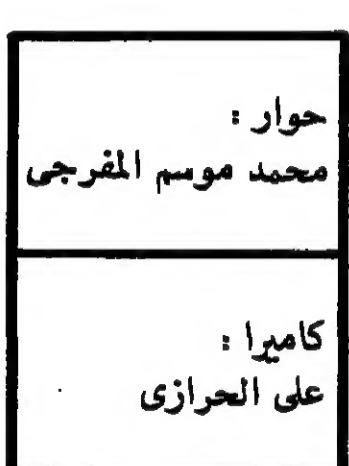 حوار :
محمد موسم المفرجى
كاميرا :
على الحرازى